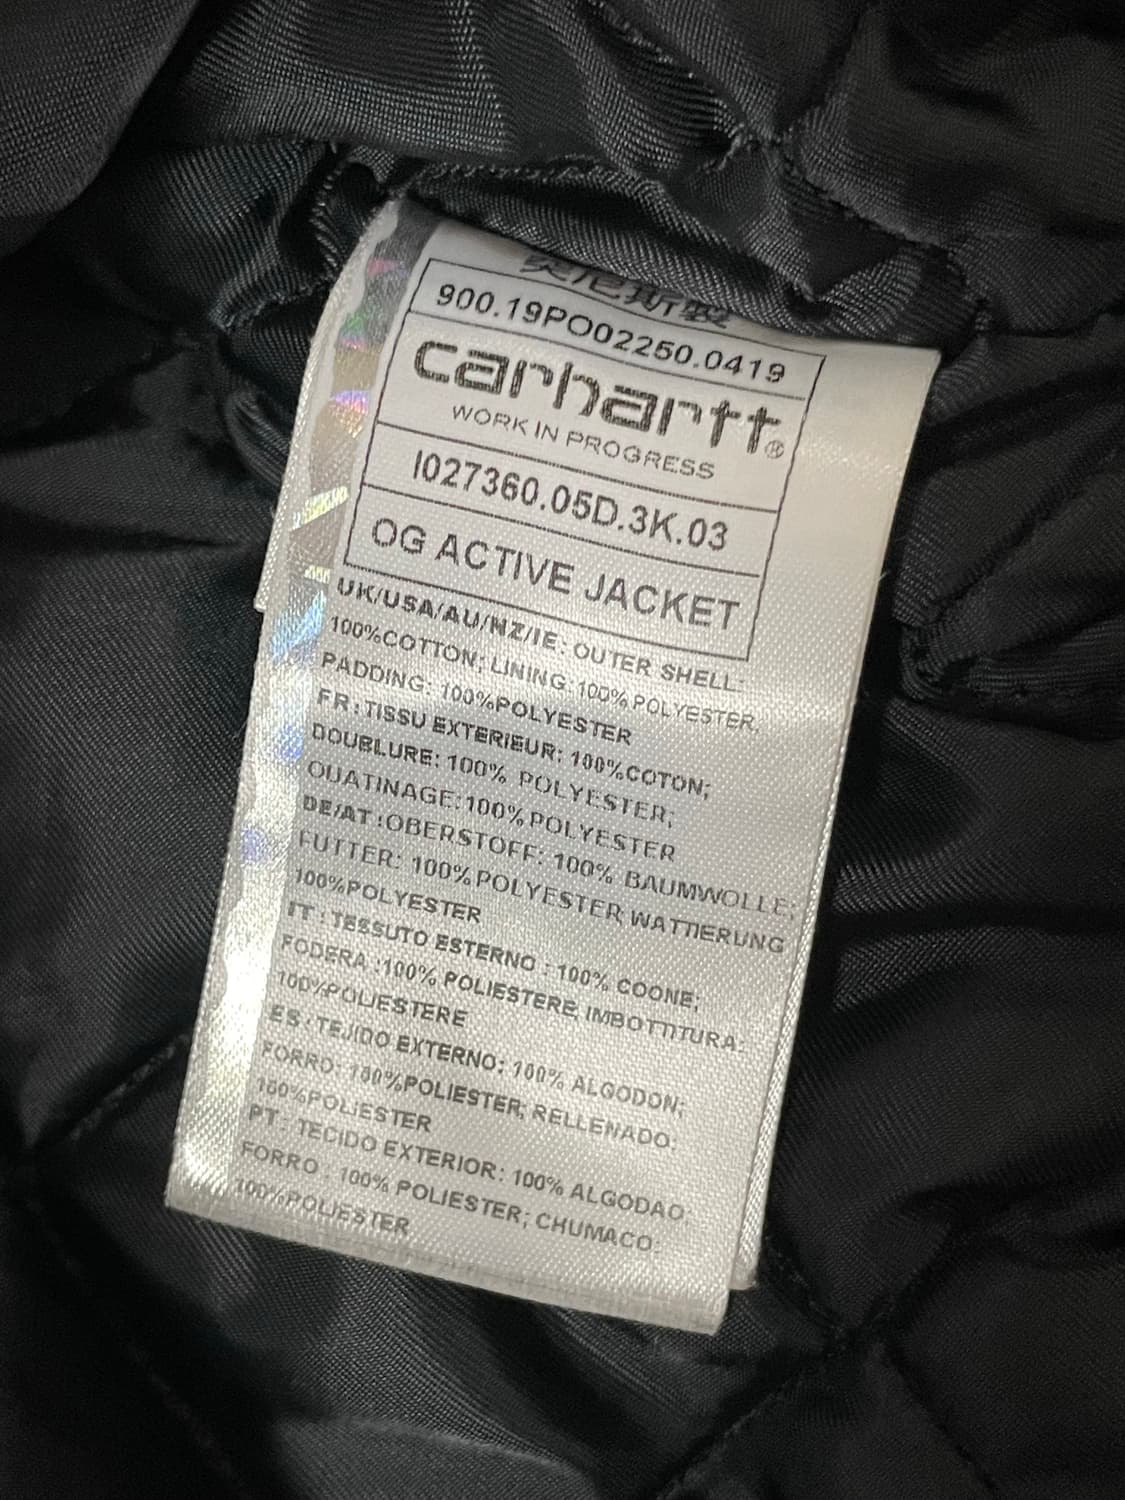 突尼斯製
900.19PO02250.0419
carhartt®
WORK IN PROGRESS
I027360.05D.3K.03
OG ACTIVE JACKET
UK/USA/AU/NZ/IE: OUTER SHELL:
100%COTTON; LINING:100%POLYESTER,
PADDING: 100%POLYESTER
FR:TISSU EXTERIEUR: 100%COTON;
DOUBLURE: 100% POLYESTER;
OUATINAGE:100%POLYESTER
DE/AT:OBERSTOFF: 100% BAUMWOLLE;
FUTTER: 100%POLYESTER, WATTIERUNG
100%POLYESTER
IT: TESSUTO ESTERNO : 100% COONE;
FODERA :100% POLIESTERE, IMBOTTITURA:
100%POLIESTERE
ES: TEJIDO EXTERNO: 100% ALGODON;
FORRO: 100%POLIESTER; RELLENADO:
100%POLIESTER
PT: TECIDO EXTERIOR: 100% ALGODAO;
FORRO : 100% POLIESTER; CHUMACO:
100%POLIESTER